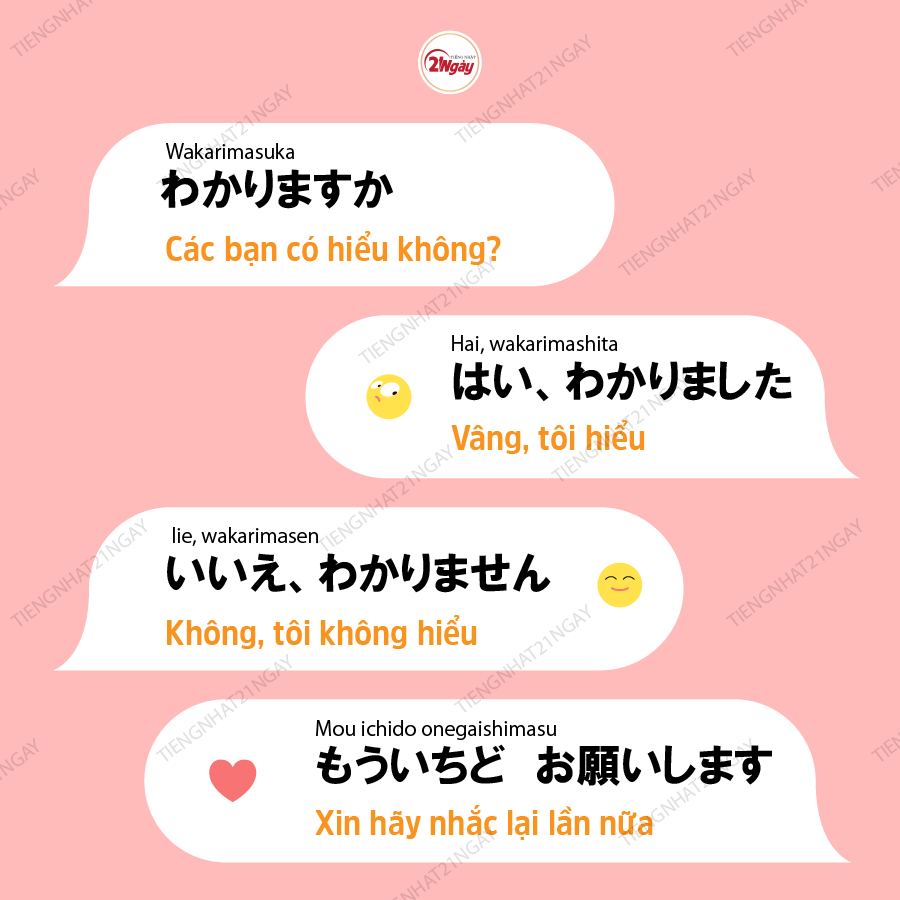 TIẾNG NHẬT
21Ngày
Wakarimasuka
わかりますか
Các bạn có hiểu không?
Hai, wakarimashita
はい、わかりました
Vâng, tôi hiểu
Iie, wakarimasen
いいえ、わかりません
Không, tôi không hiểu
Mou ichido onegaishimasu
もういちど お願いします
Xin hãy nhắc lại lần nữa
TIENGNHAT21NGAY